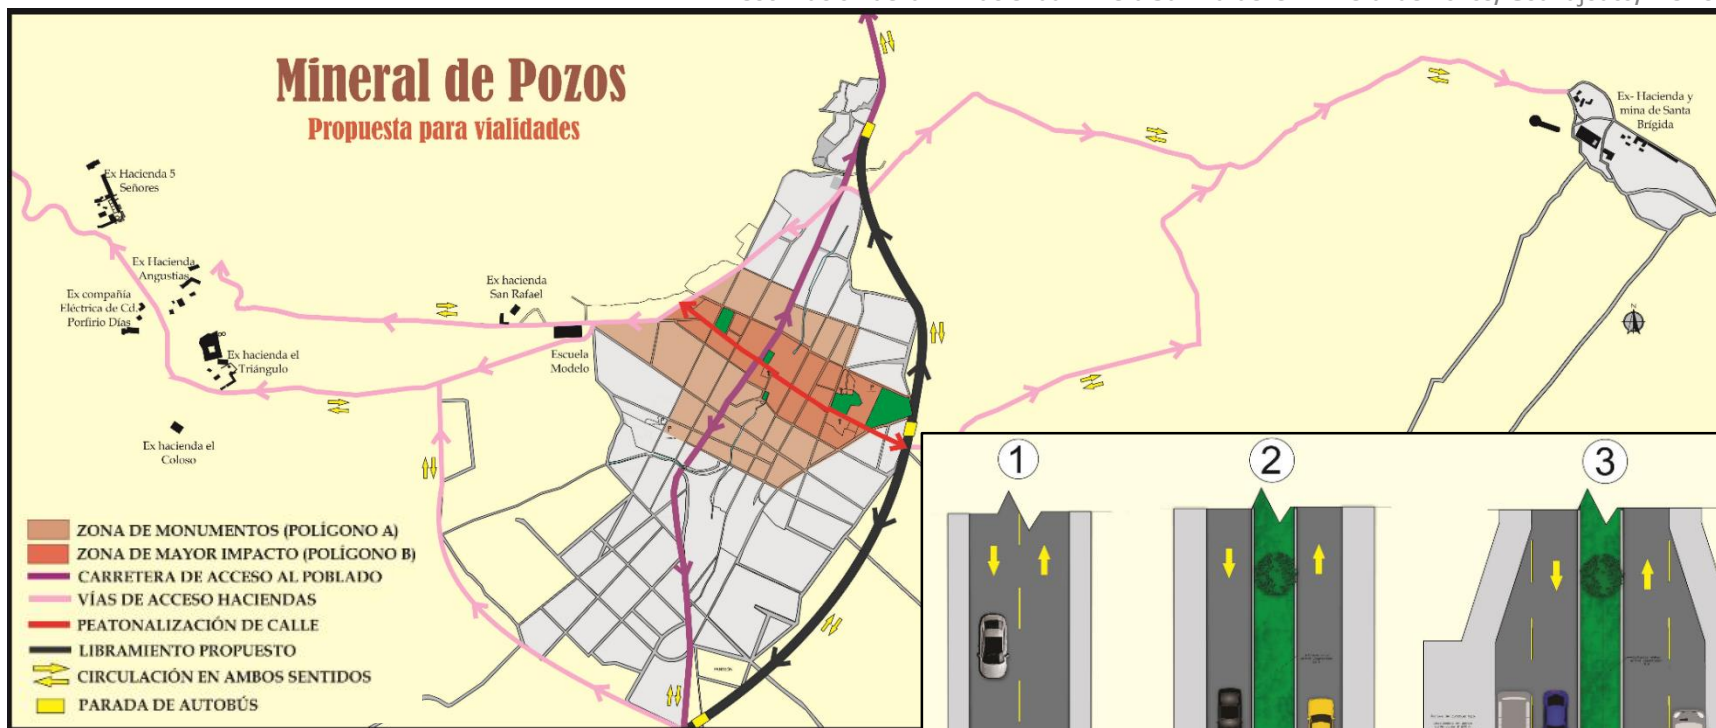 Mineral de Pozos
Propuesta para vialidades
Ex Hacienda 5
Señores
Ex Hacienda
Angustias
Ex compañía
Eléctrica de Cd.
Porfirio Días
Ex hacienda el
Triángulo
Ex hacienda el
Coloso
Ex hacienda
San Rafael
Escuela
Modelo
Ex- Hacienda y
mina de Santa
Brígida
N
ZONA DE MONUMENTOS (POLÍGONO A)
ZONA DE MAYOR IMPACTO (POLÍGONO B)
CARRETERA DE ACCESO AL POBLADO
VÍAS DE ACCESO HACIENDAS
PEATONALIZACIÓN DE CALLE
LIBRAMIENTO PROPUESTO
CIRCULACIÓN EN AMBOS SENTIDOS
PARADA DE AUTOBÚS
1
2
3